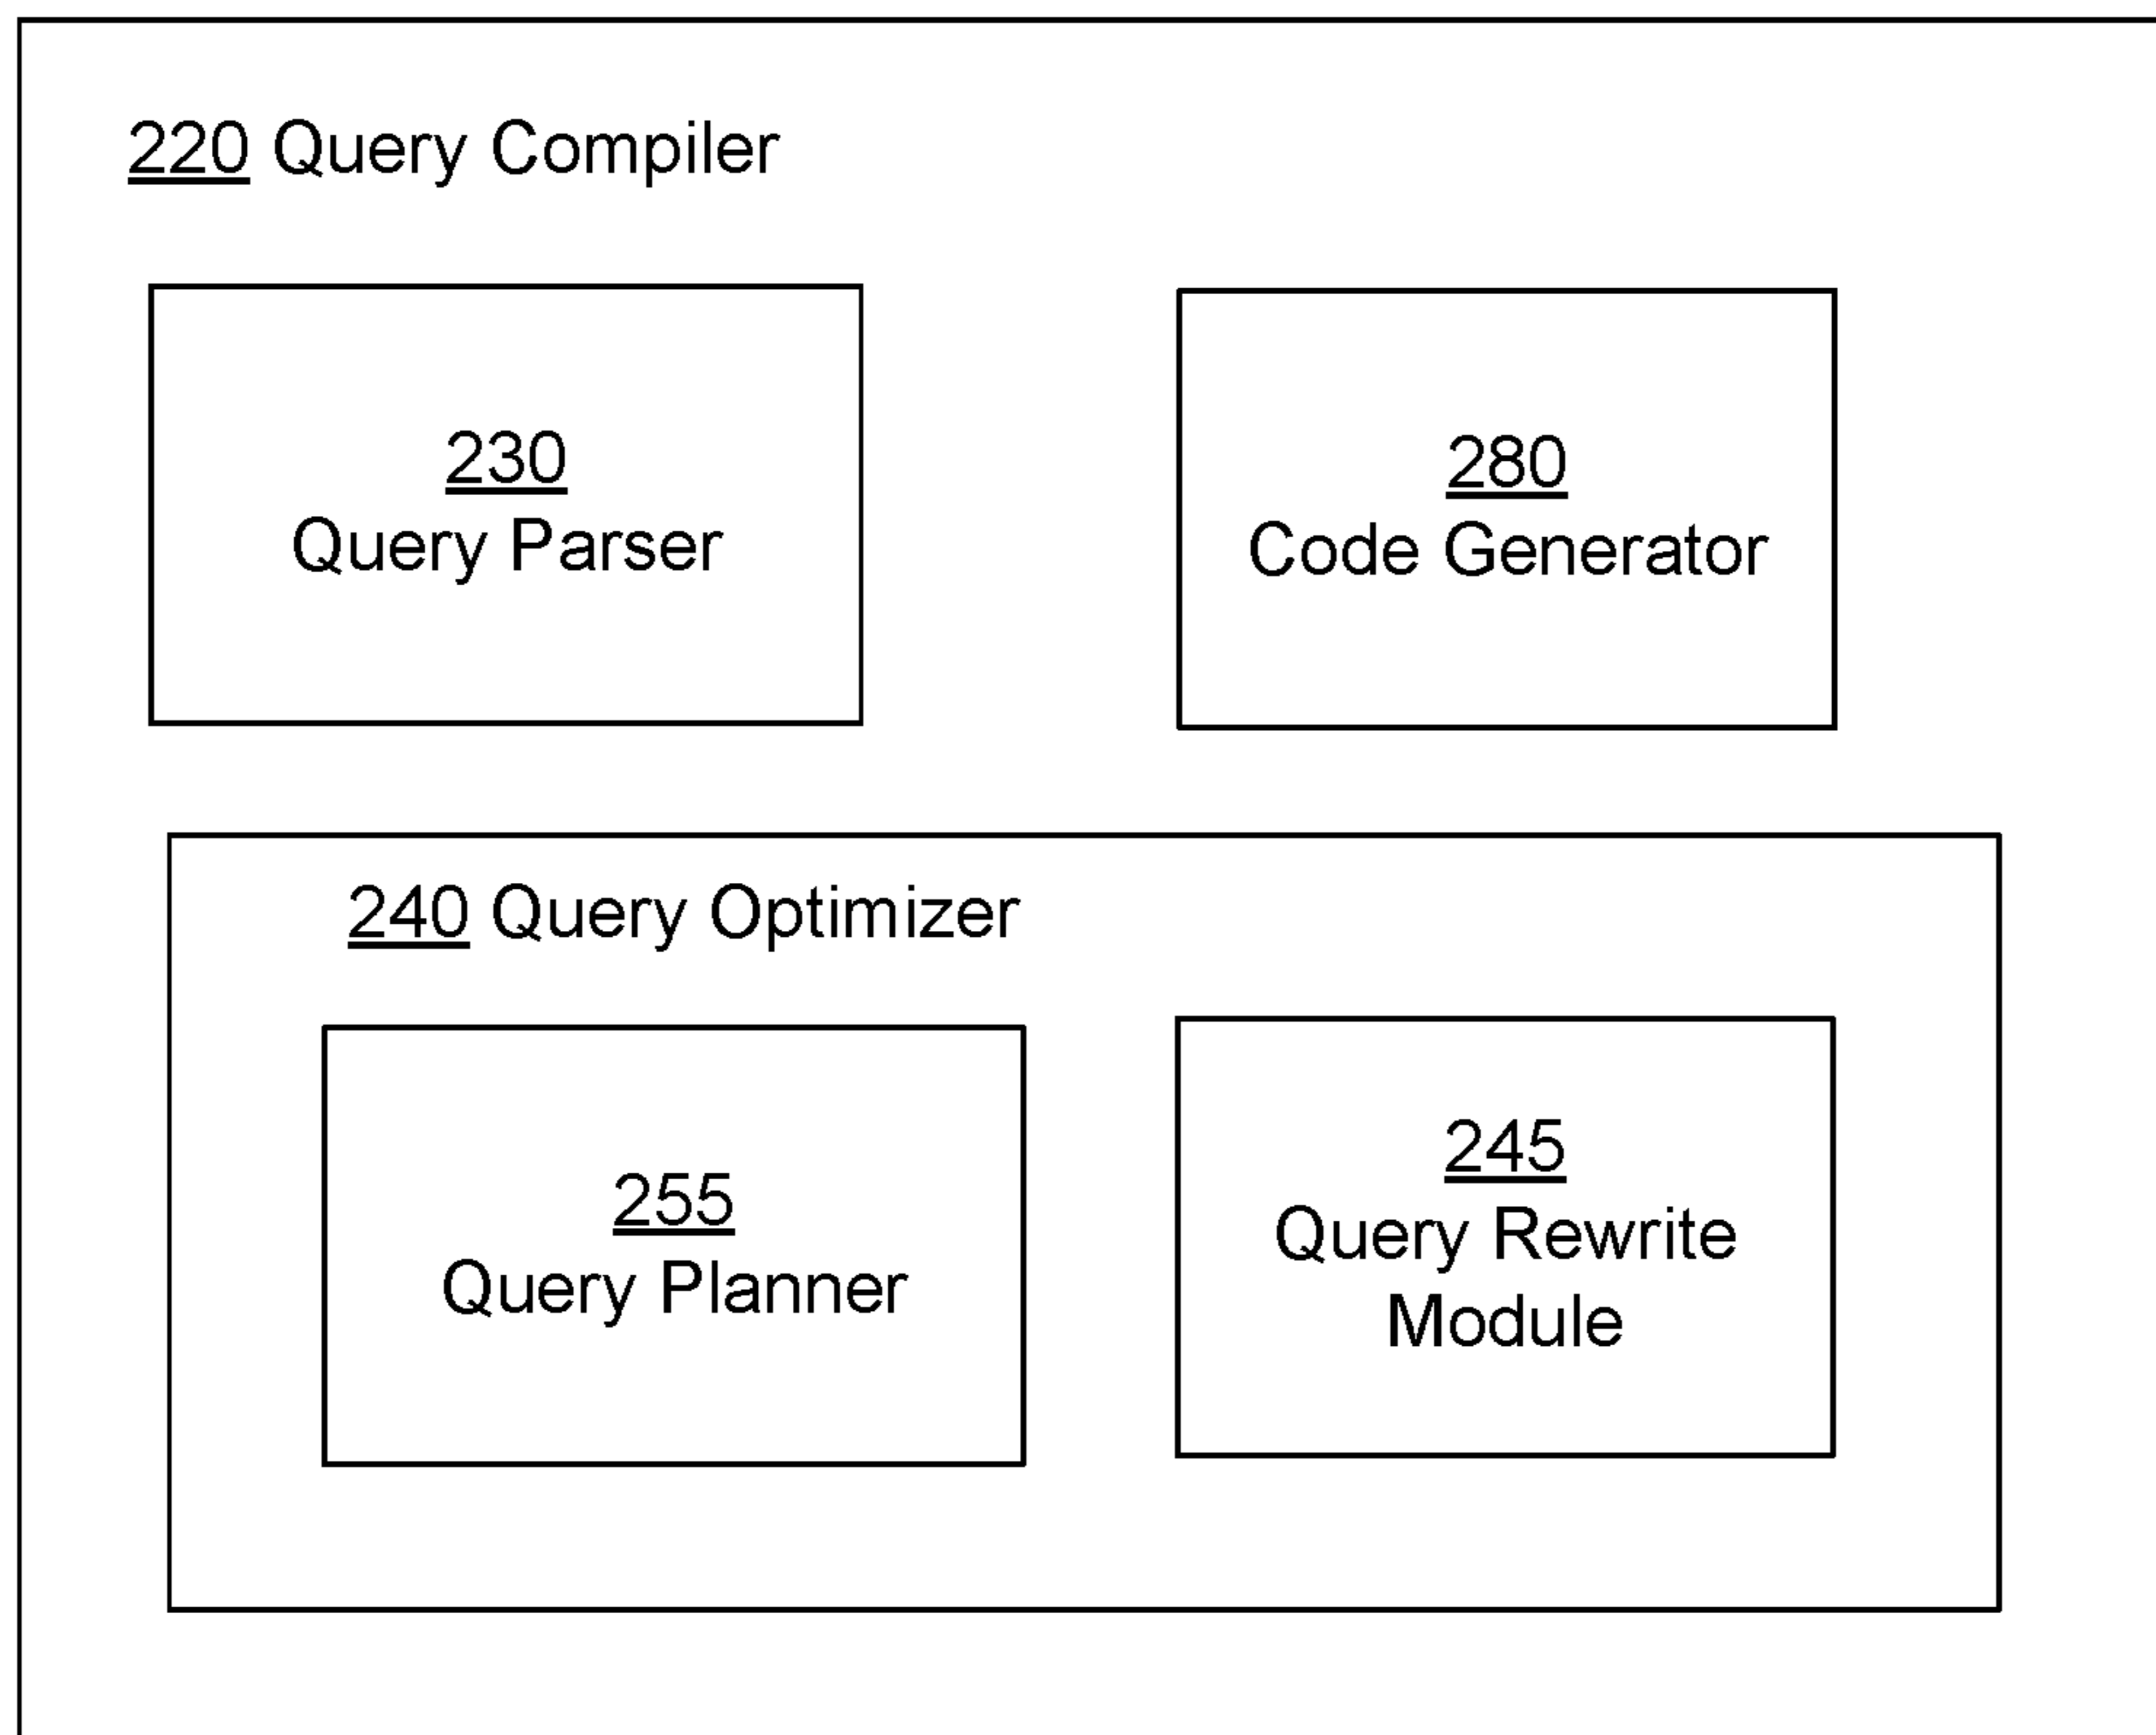 220 Query Compiler
230
Query Parser
280
Code Generator
240 Query Optimizer
255
Query Planner
245
Query Rewrite
Module